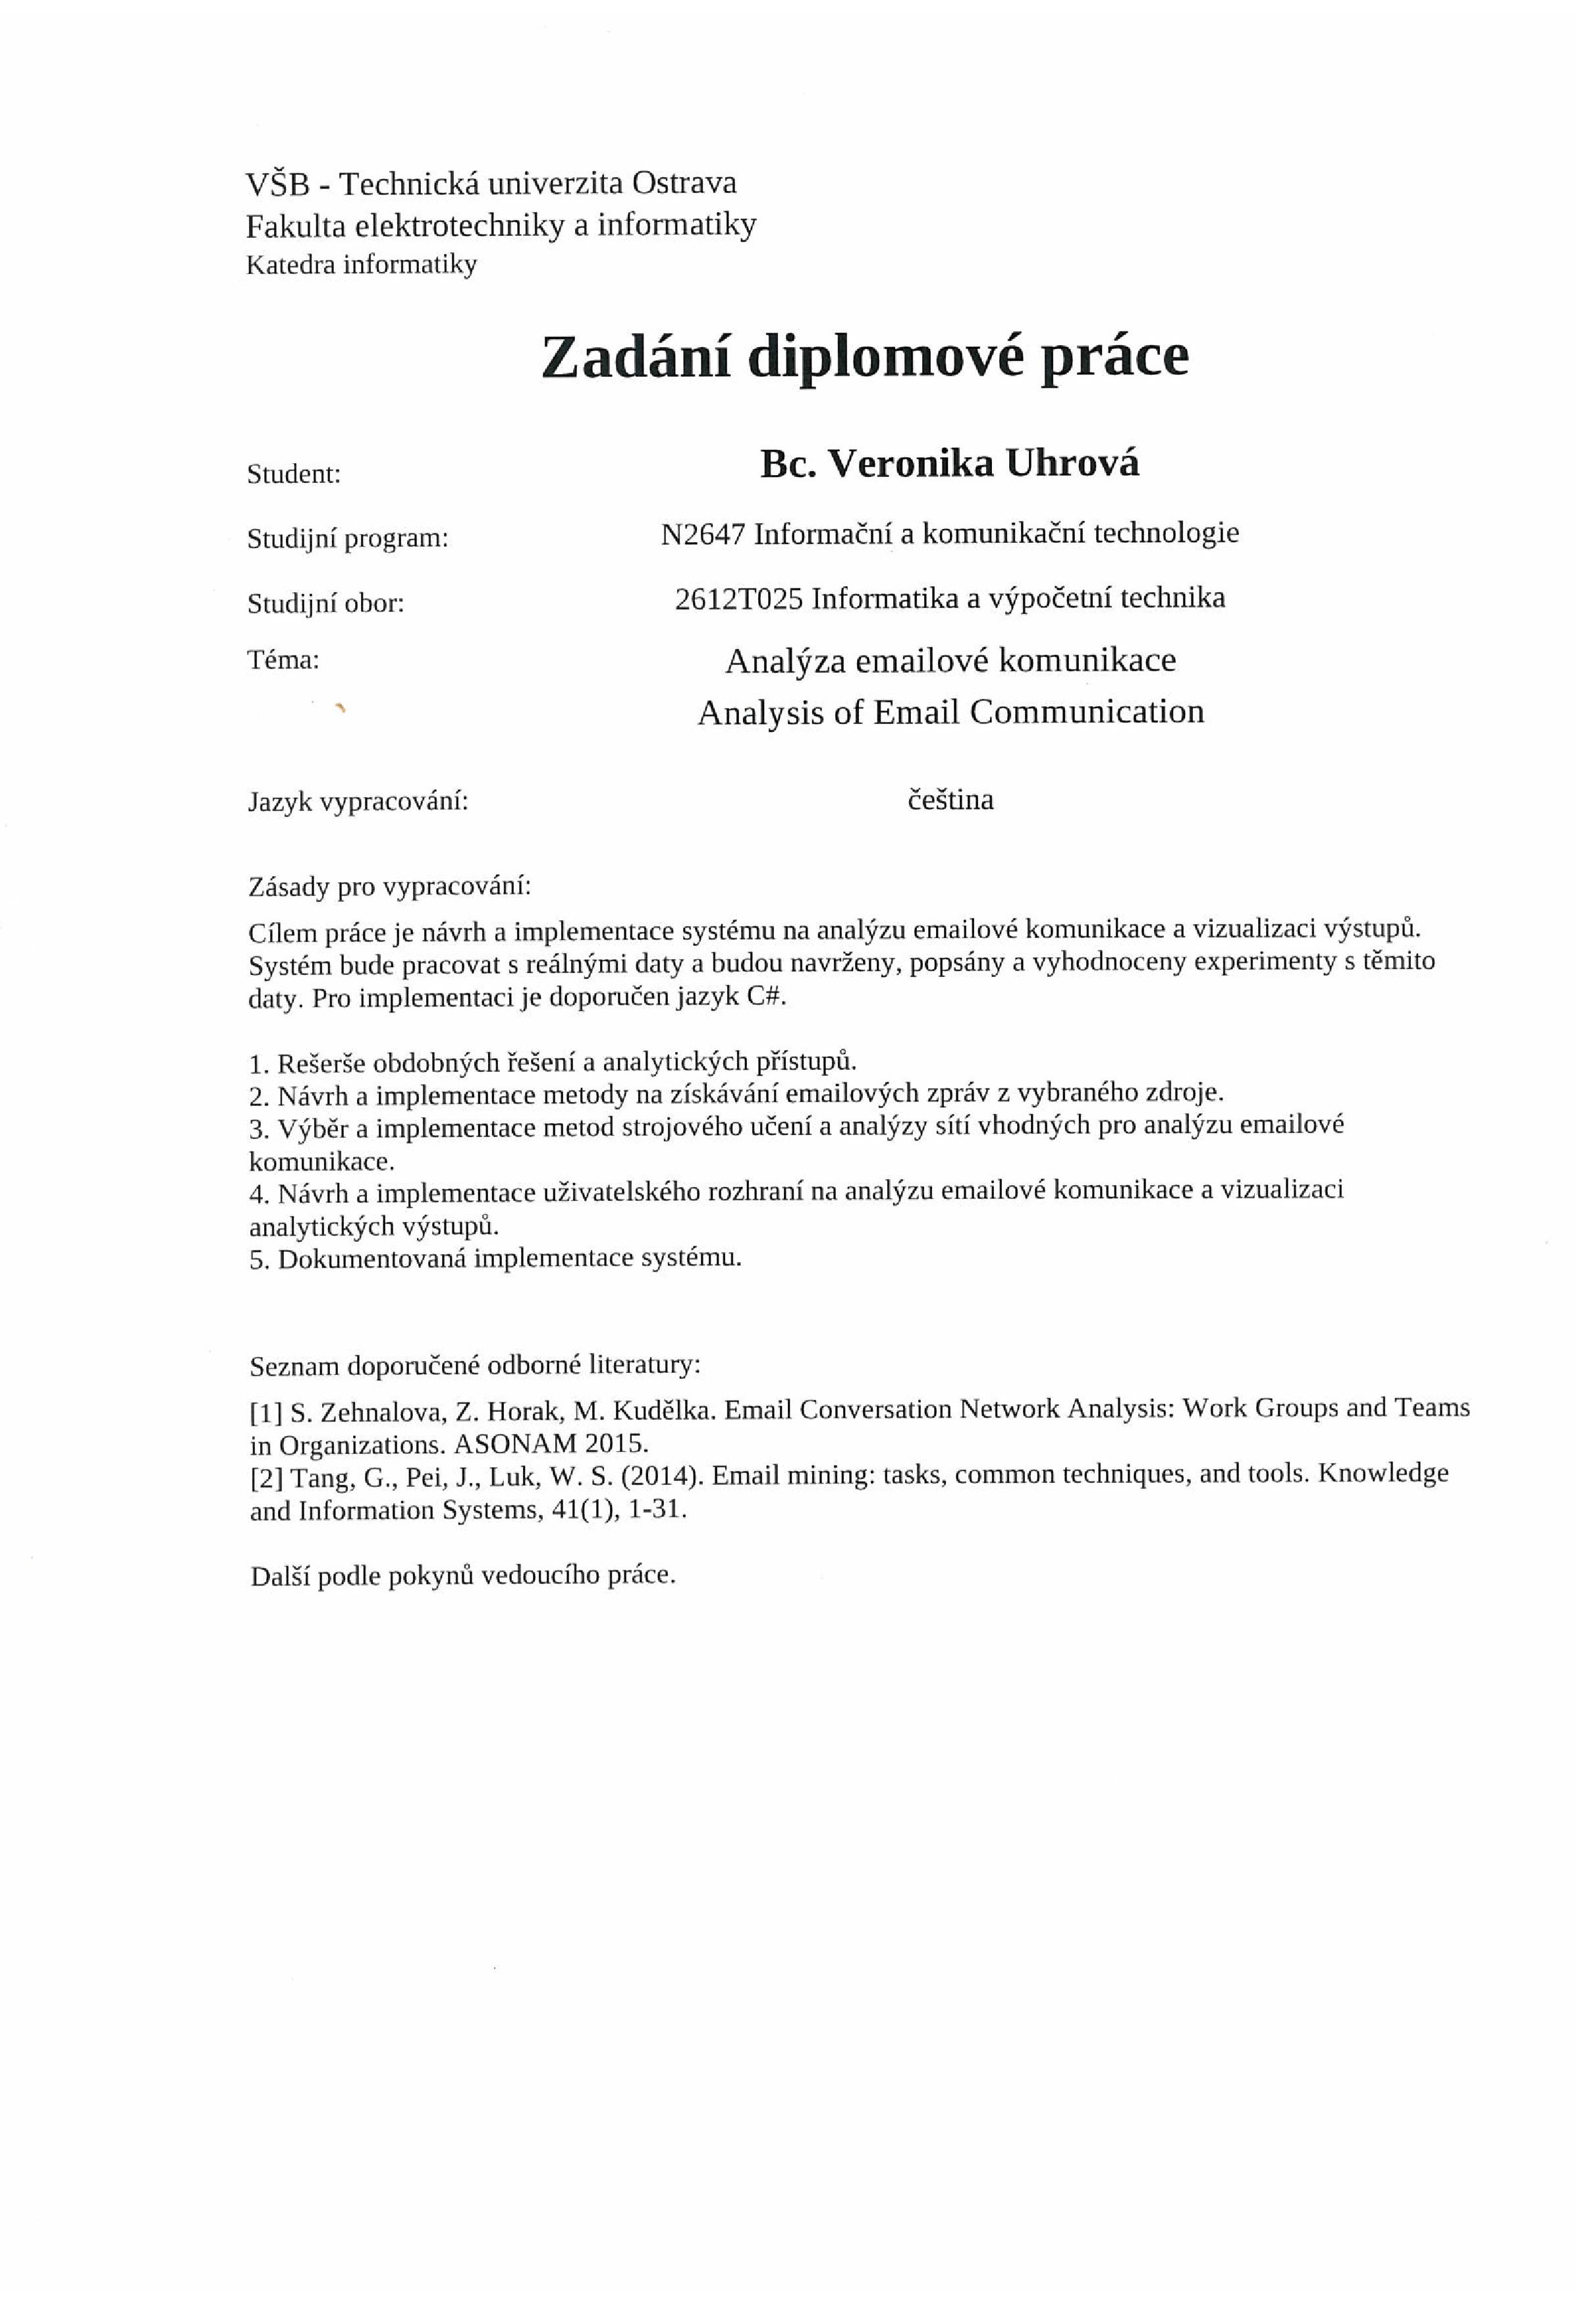 VŠB - Technická univerzita Ostrava
Fakulta elektrotechniky a informatiky
Katedra informatiky
Zadání diplomové práce
Student:
Bc. Veronika Uhrová
Studijní program:
N2647 Informační a komunikační technologie
Studijní obor:
2612T025 Informatika a výpočetní technika
Téma:
Analýza emailové komunikace
Analysis of Email Communication
Jazyk vypracování:
čeština
Zásady pro vypracování:
Cílem práce je návrh a implementace systému na analýzu emailové komunikace a vizualizaci výstupů.
Systém bude pracovat s reálnými daty a budou navrženy, popsány a vyhodnoceny experimenty s těmito
daty. Pro implementaci je doporučen jazyk C#.
1. Rešerše obdobných řešení a analytických přístupů.
2. Návrh a implementace metody na získávání emailových zpráv z vybraného zdroje.
3. Výběr a implementace metod strojového učení a analýzy sítí vhodných pro analýzu emailové
komunikace.
4. Návrh a implementace uživatelského rozhraní na analýzu emailové komunikace a vizualizaci
analytických výstupů.
5. Dokumentovaná implementace systému.
Seznam doporučené odborné literatury:
[1] S. Zehnalova, Z. Horak, M. Kudělka. Email Conversation Network Analysis: Work Groups and Teams
in Organizations. ASONAM 2015.
[2] Tang, G., Pei, J., Luk, W. S. (2014). Email mining: tasks, common techniques, and tools. Knowledge
and Information Systems, 41(1), 1-31.
Další podle pokynů vedoucího práce.